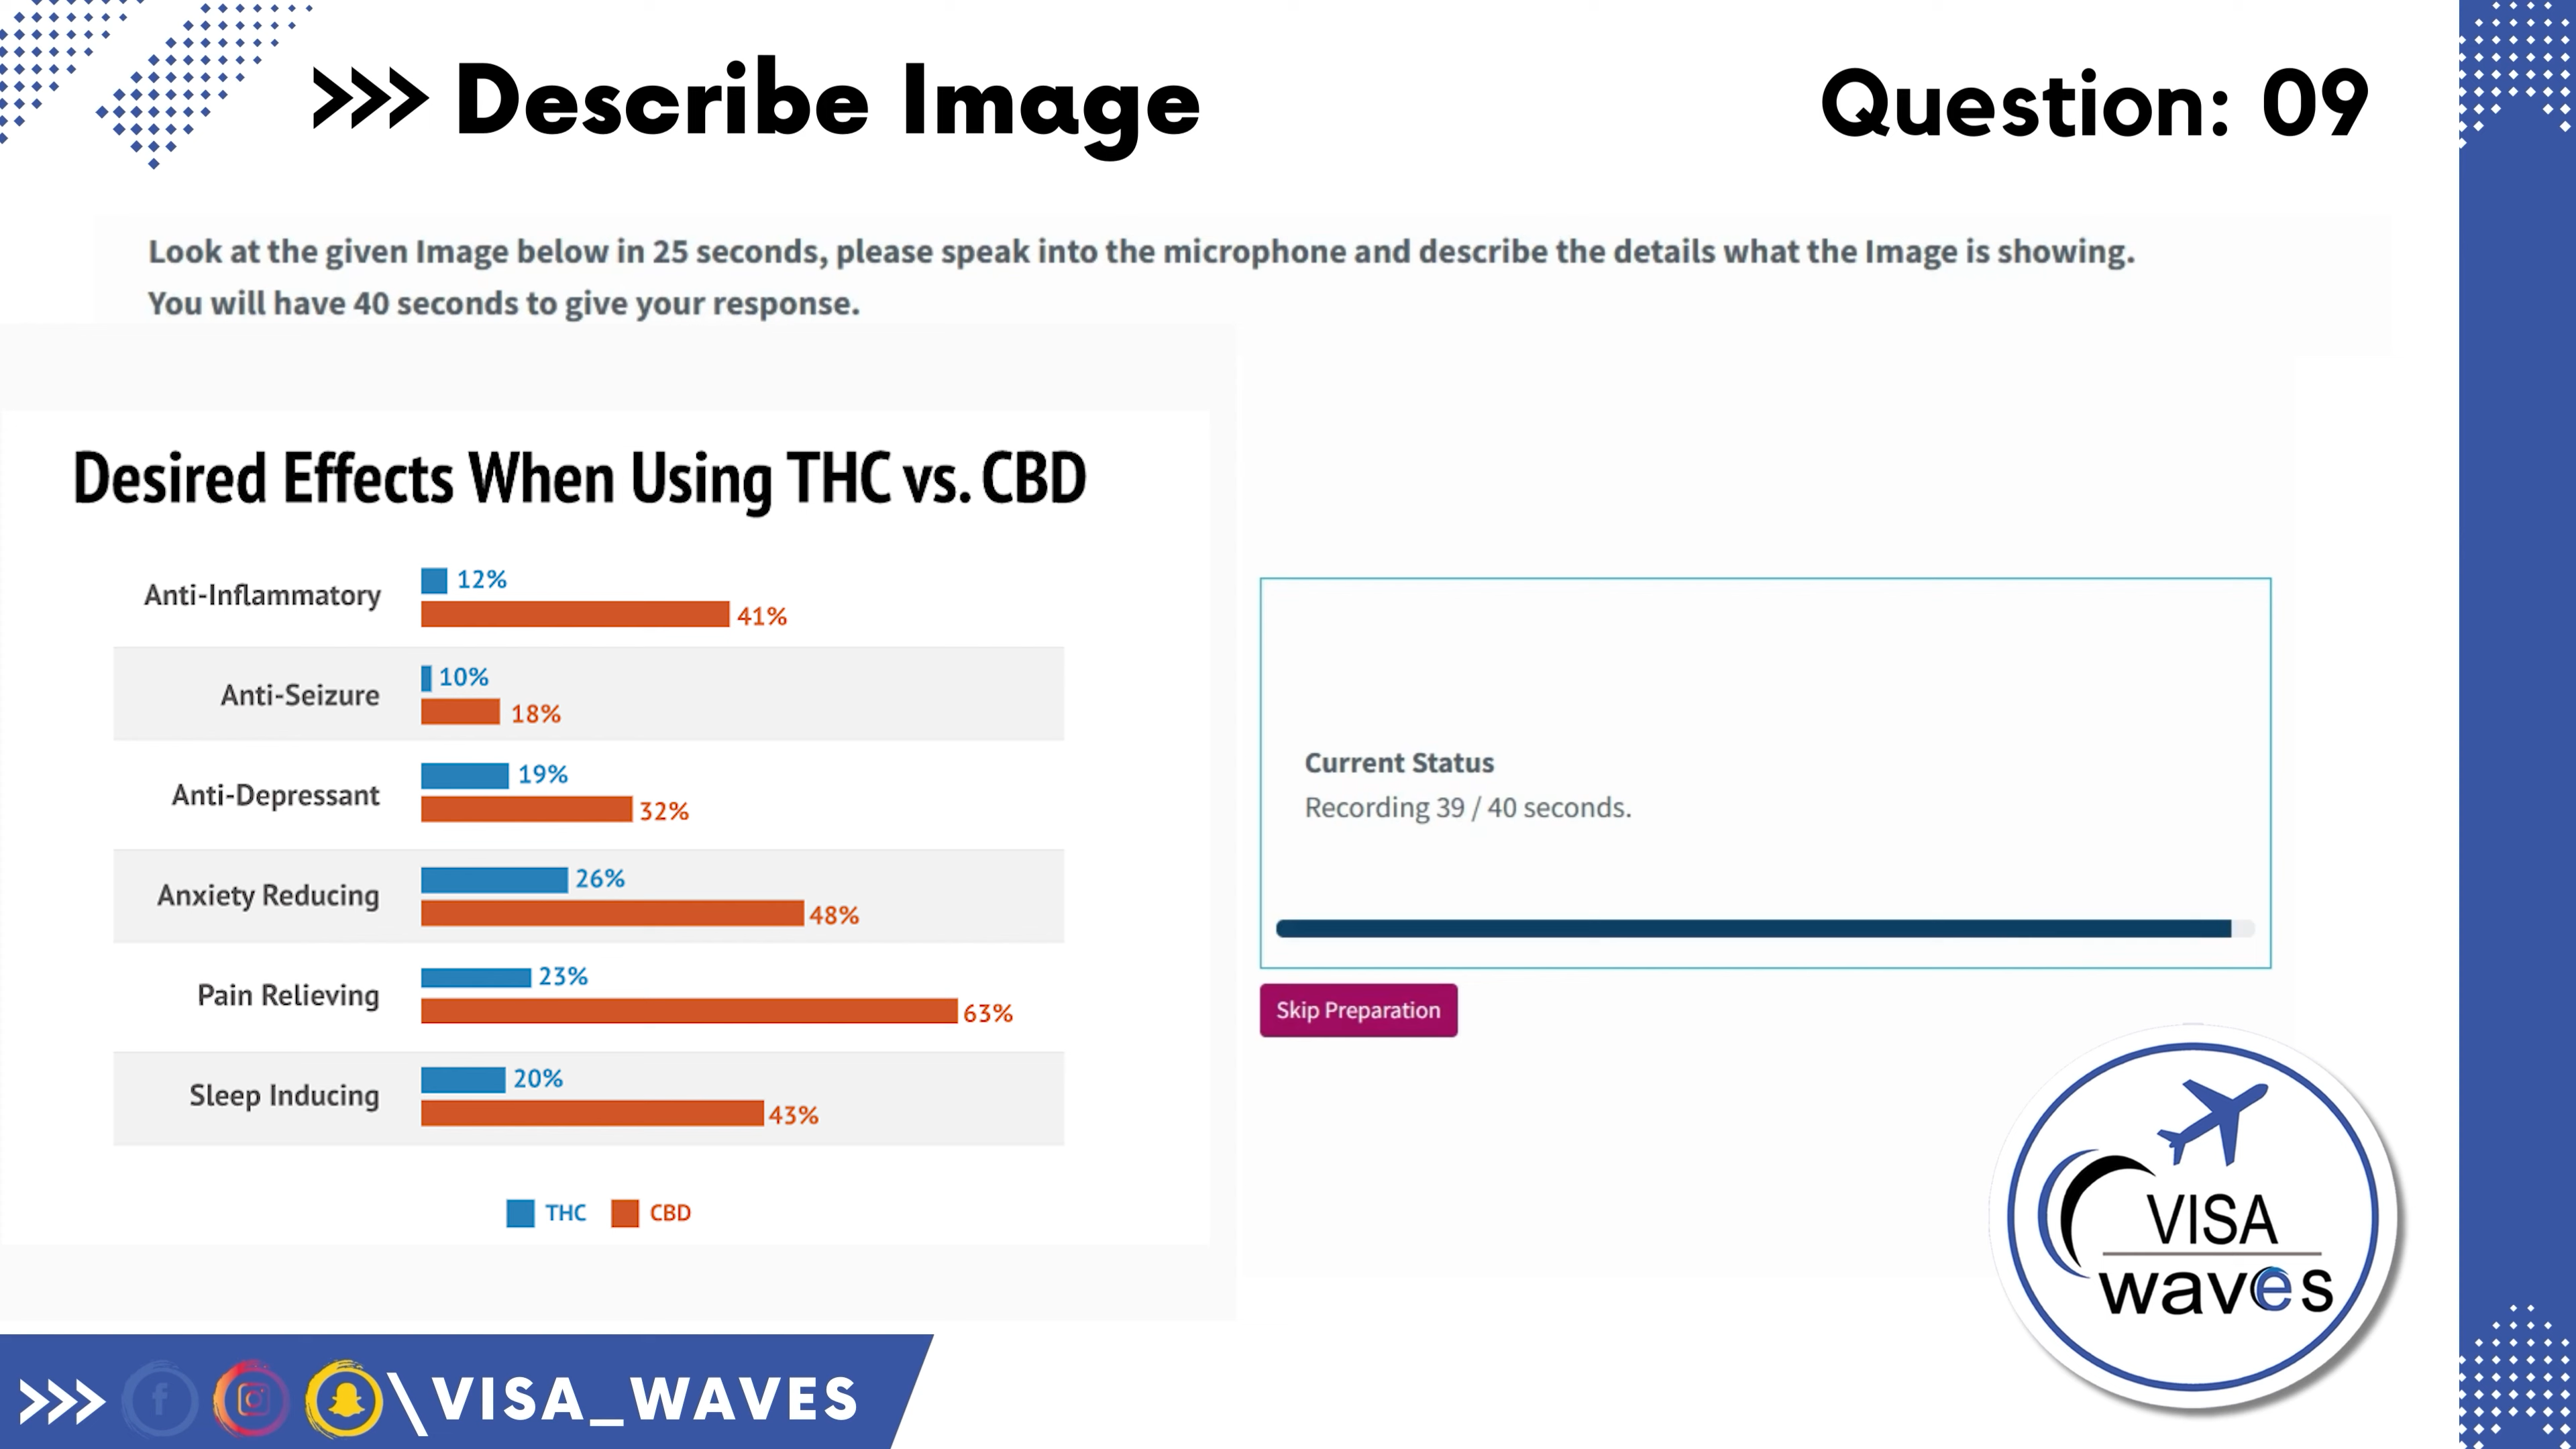 >>> Describe Image
Question: 09
Look at the given Image below in 25 seconds, please speak into the microphone and describe the details what the Image is showing.
You will have 40 seconds to give your response.
Desired Effects When Using THC vs. CBD
Anti-Inflammatory
12%
41%
Anti-Seizure
10%
18%
Anti-Depressant
19%
32%
Anxiety Reducing
26%
48%
Pain Relieving
23%
63%
Sleep Inducing
20%
43%
THC CBD
Current Status
Recording 39 / 40 seconds.
Skip Preparation
VISA
waves
>>> f \VISA_WAVES